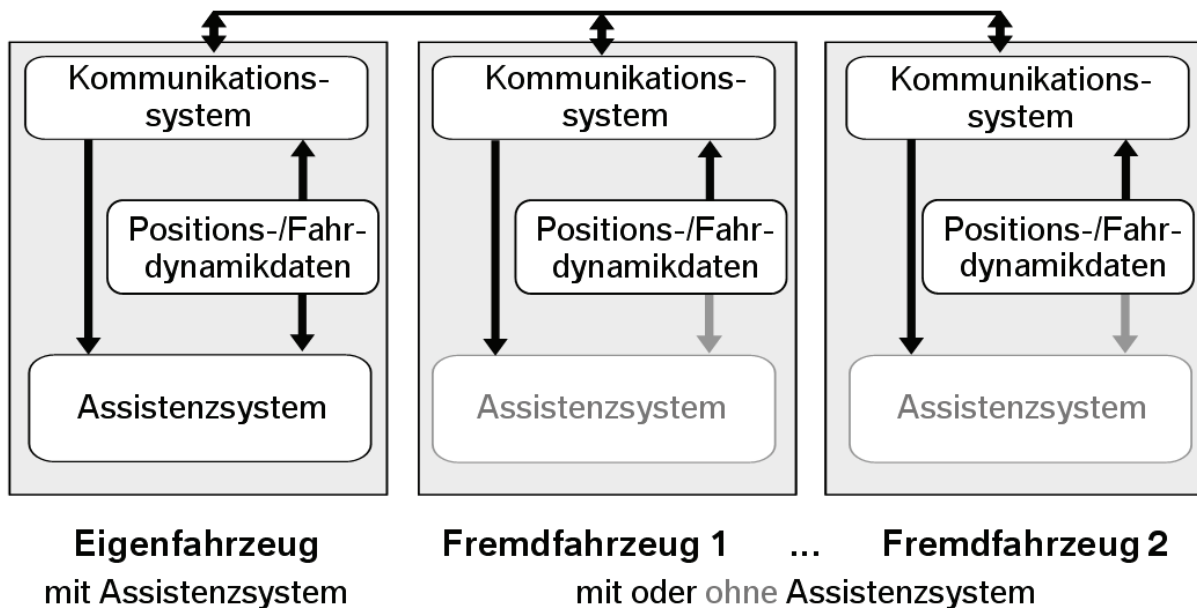 Kommunikations-
system
Positions-/Fahr-
dynamikdaten
Assistenzsystem
Eigenfahrzeug
mit Assistenzsystem
Kommunikations-
system
Positions-/Fahr-
dynamikdaten
Assistenzsystem
Fremdfahrzeug 1
...
Kommunikations-
system
Positions-/Fahr-
dynamikdaten
Assistenzsystem
Fremdfahrzeug 2
mit oder ohne Assistenzsystem